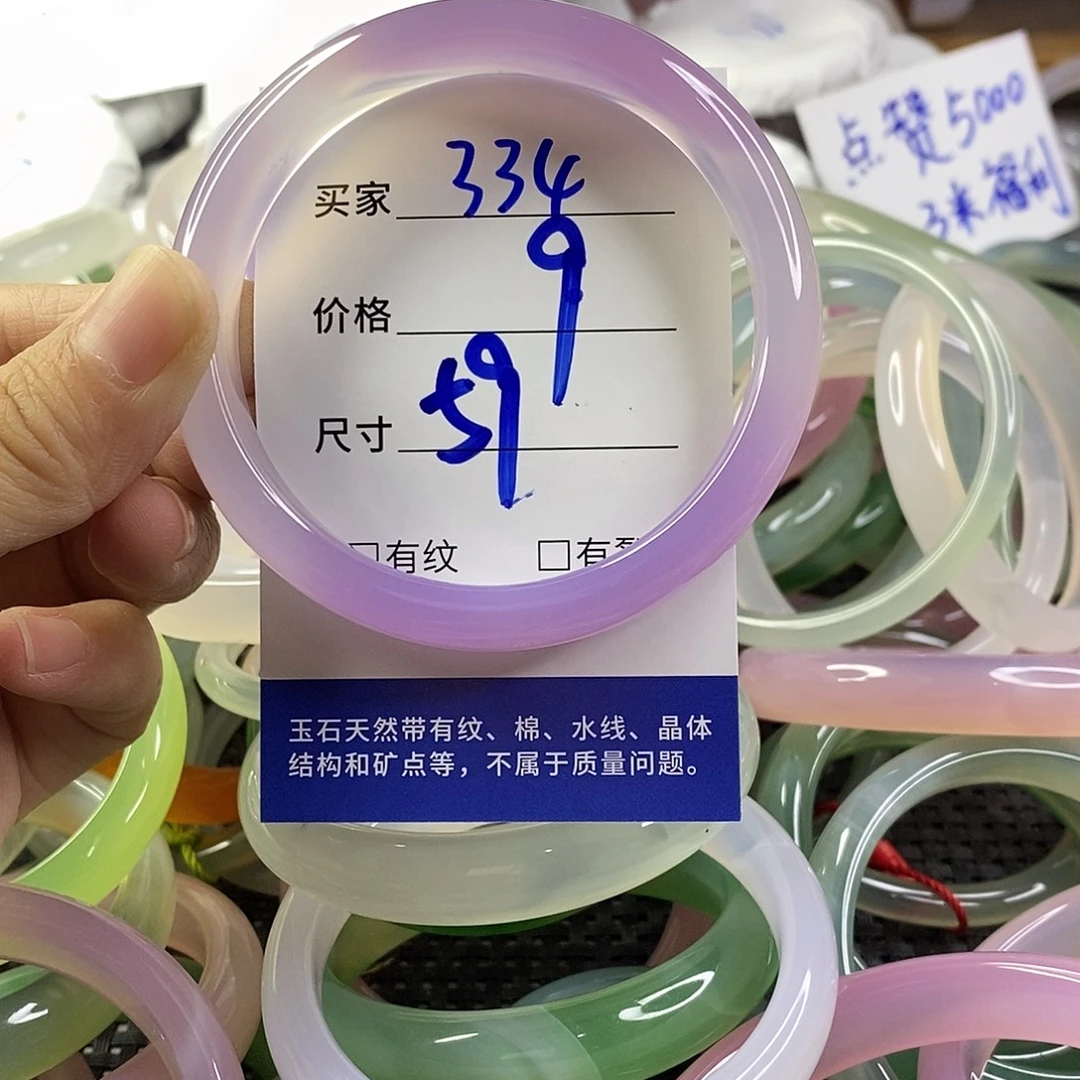 买家 334
价格 9
尺寸 59
□有纹 □有裂
玉石天然带有纹、棉、水线、晶体
结构和矿点等，不属于质量问题。
点赞5000
3米福利